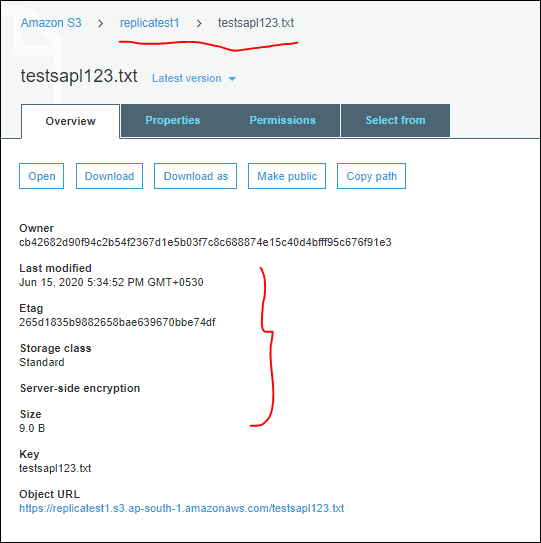 Amazon S3 > replicatest1 > testsapl123.txt
testsapl123.txt Latest version
Overview Properties Permissions Select from
Open Download Download as Make public Copy path
Owner
cb42682d90f94c2b54f2367d1e5b03f7c8c688874e15c40d4bfff95c676f91e3
Last modified
Jun 15, 2020 5:34:52 PM GMT+0530
Etag
265d1835b9882658bae639670bbe74df
Storage class
Standard
Server-side encryption
Size
9.0 B
Key
testsapl123.txt
Object URL
https://replicatest1.s3.ap-south-1.amazonaws.com/testsapl123.txt